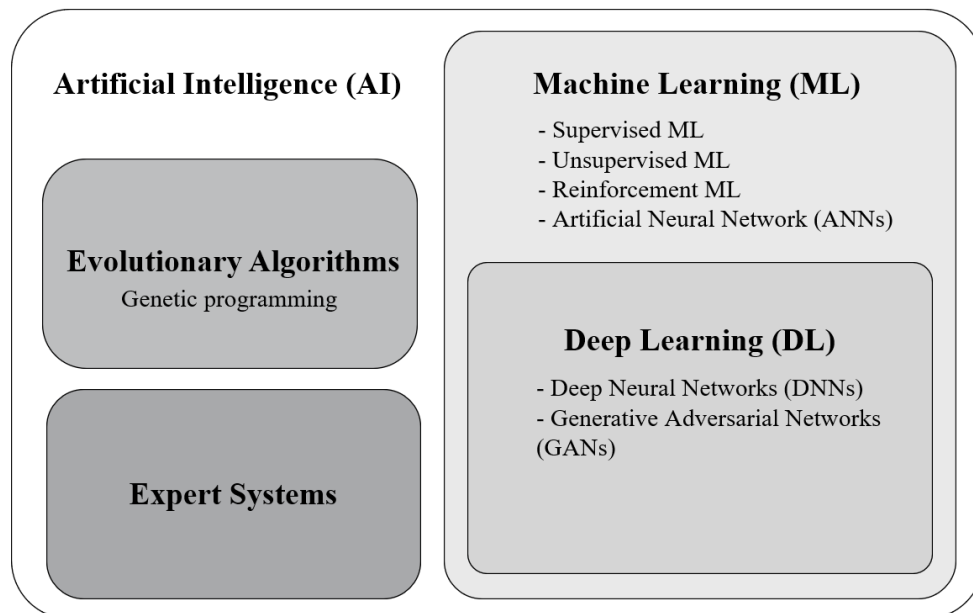 Artificial Intelligence (AI)
Evolutionary Algorithms
Genetic programming
Expert Systems
Machine Learning (ML)
- Supervised ML
- Unsupervised ML
- Reinforcement ML
- Artificial Neural Network (ANNs)
Deep Learning (DL)
- Deep Neural Networks (DNNs)
- Generative Adversarial Networks
(GANs)